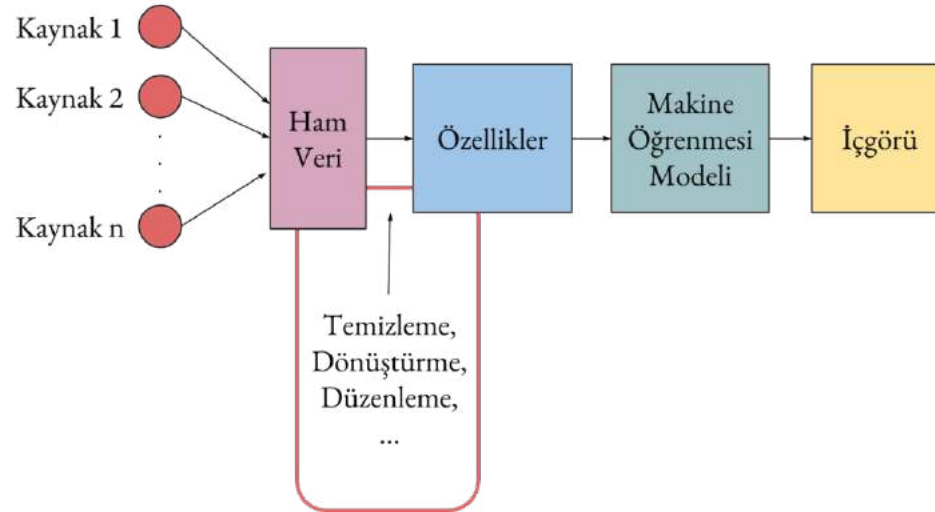 Kaynak 1
Kaynak 2
.
.
.
Kaynak n
Ham
Veri
Özellikler
Makine
Öğrenmesi
Modeli
İçgörü
Temizleme,
Dönüştürme,
Düzenleme,
...